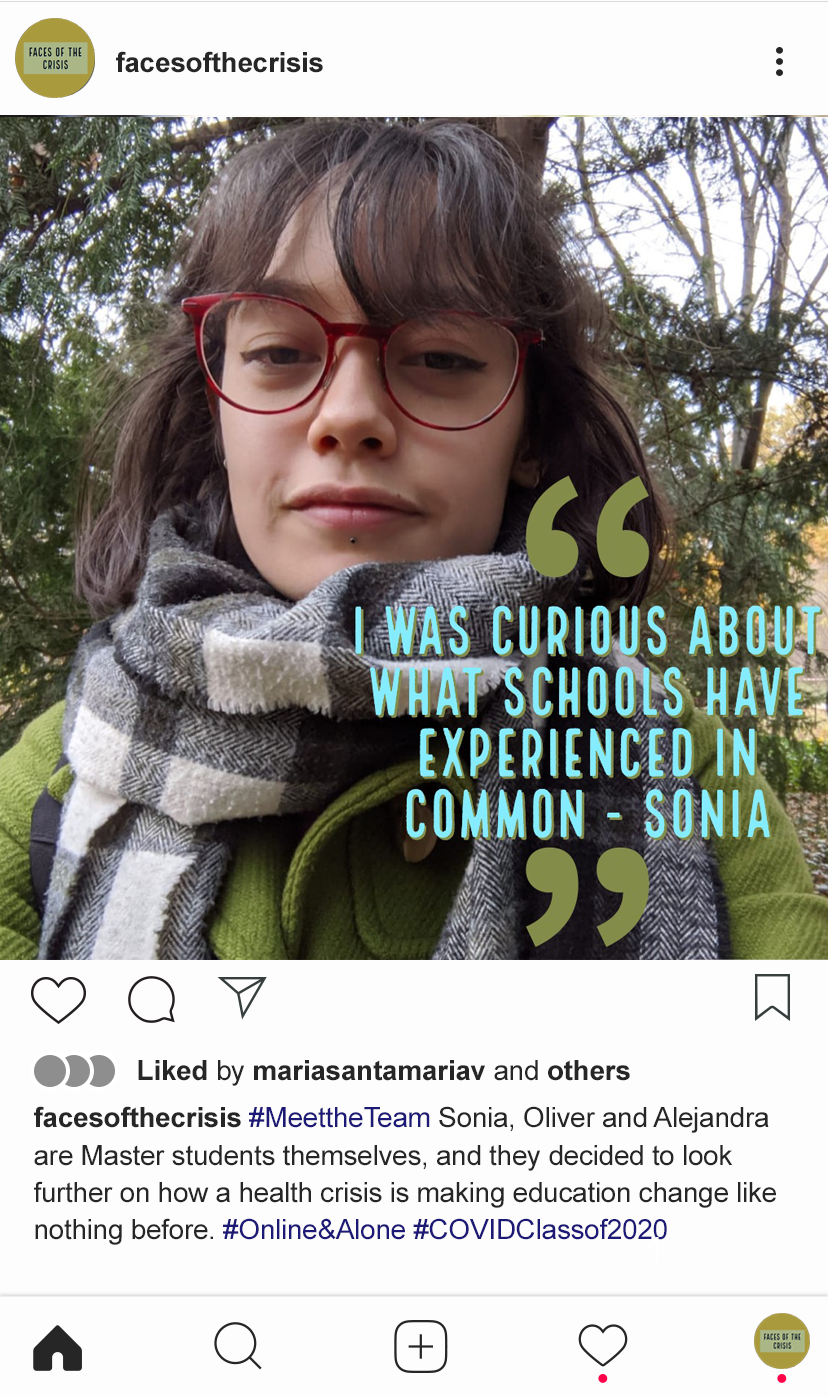 FACES OF THE
CRISIS
facesofthecrisis
“
I WAS CURIOUS ABOUT
WHAT SCHOOLS HAVE
EXPERIENCED IN
COMMON - SONIA
”
Liked by mariasantamariav and others
facesofthecrisis #MeettheTeam Sonia, Oliver and Alejandra
are Master students themselves, and they decided to look
further on how a health crisis is making education change like
nothing before. #Online&Alone #COVIDClassof2020
FACES OF THE
CRISIS